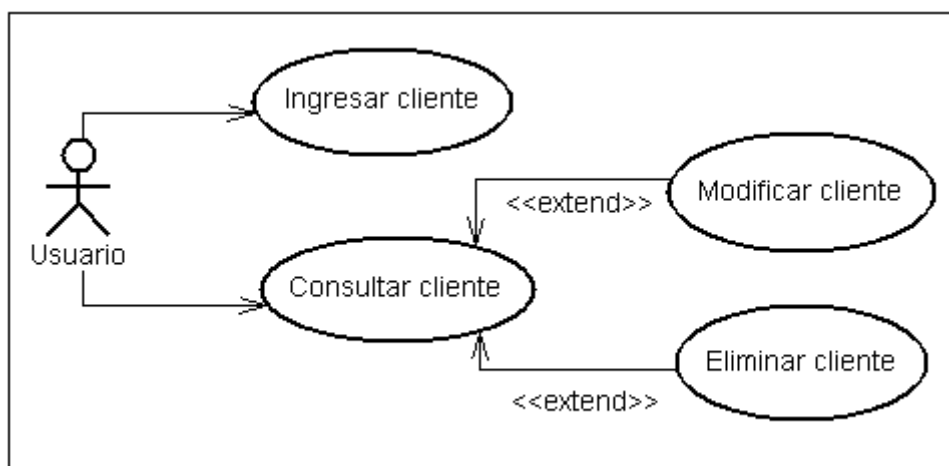 Ingresar cliente
Modificar cliente
<<extend>>
Usuario
Consultar cliente
Eliminar cliente
<<extend>>